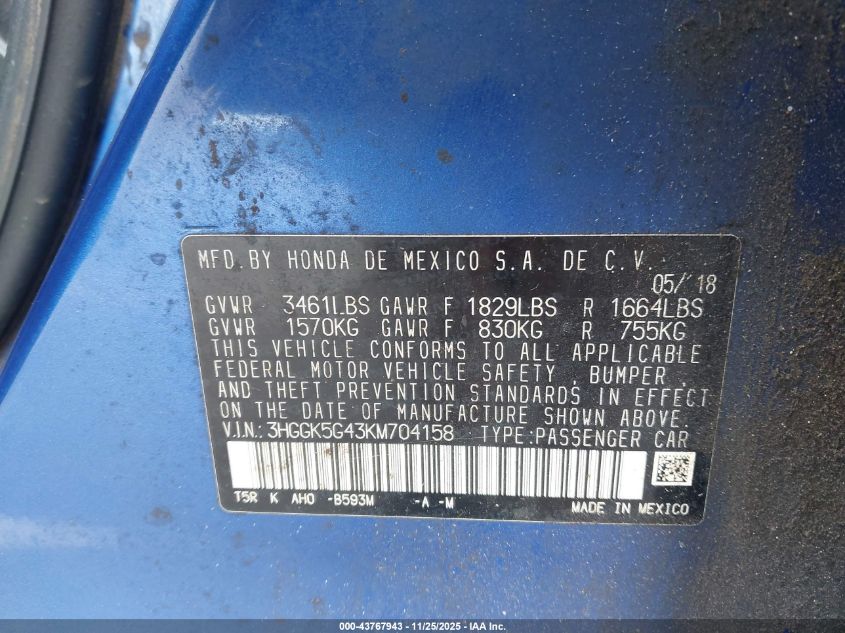 MFD.BY HONDA DE MEXICO S.A. DE C.V.
05/'18
GVWR 3461LBS GAWR F 1829LBS R 1664LBS
GVWR 1570KG GAWR F 830KG R 755KG
THIS VEHICLE CONFORMS TO ALL APPLICABLE
FEDERAL MOTOR VEHICLE SAFETY, BUMPER,
AND THEFT PREVENTION STANDARDS IN EFFECT
ON THE DATE OF MANUFACTURE SHOWN ABOVE.
V.I.N.: 3HGGK5G43KM704158 TYPE:PASSENGER CAR
T5R K AHO -B593M -A -M MADE IN MEXICO
000-43767943 - 11/25/2025 - © IAA Inc.